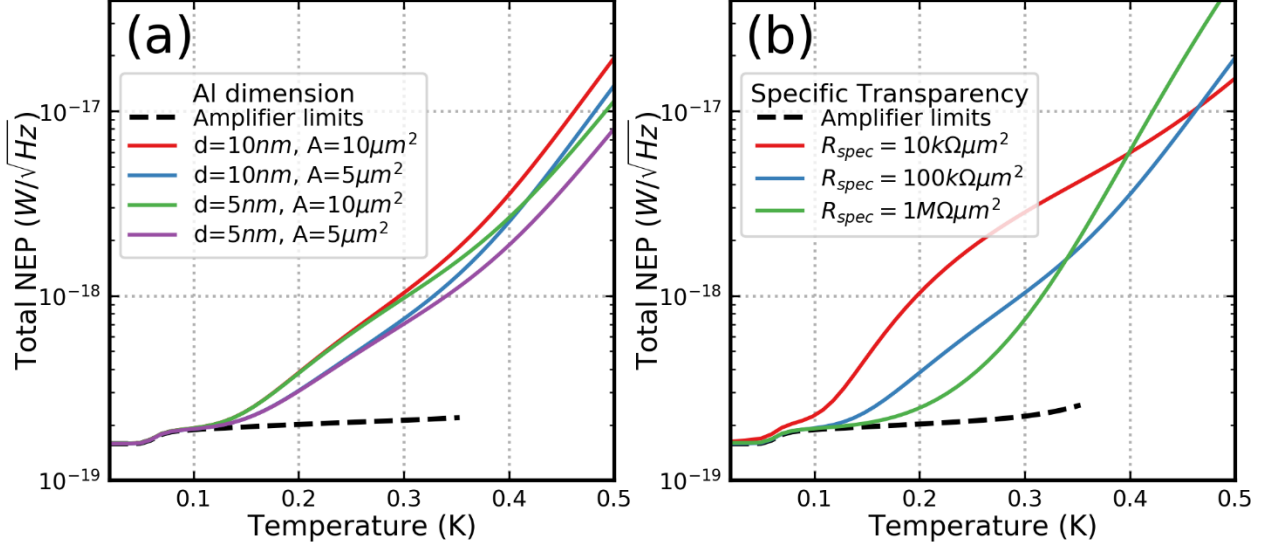 (a)
Total NEP (W/√Hz)
10⁻¹⁷
10⁻¹⁸
10⁻¹⁹
Al dimension
Amplifier limits
d=10nm, A=10μm²
d=10nm, A=5μm²
d=5nm, A=10μm²
d=5nm, A=5μm²
0.1 0.2 0.3 0.4 0.5
Temperature (K)
(b)
Total NEP (W/√Hz)
10⁻¹⁷
10⁻¹⁸
10⁻¹⁹
Specific Transparency
Amplifier limits
R_spec = 10kΩμm²
R_spec = 100kΩμm²
R_spec = 1MΩμm²
0.1 0.2 0.3 0.4 0.5
Temperature (K)